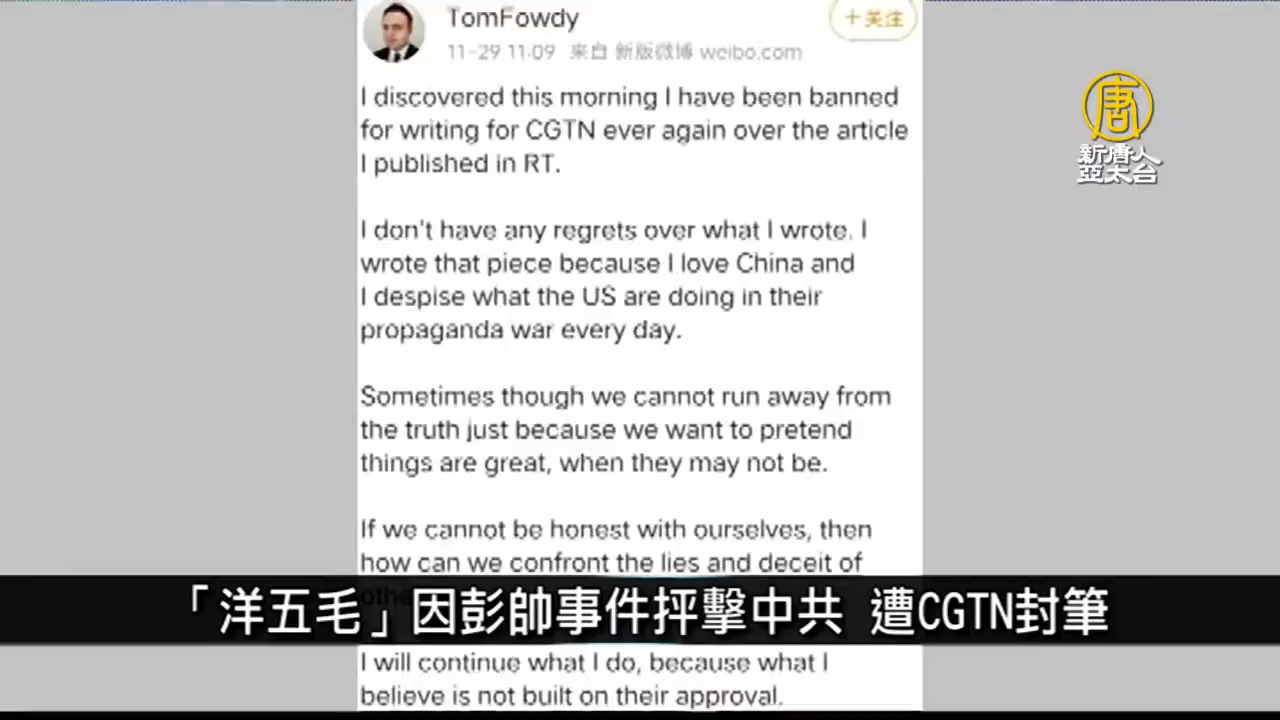 TomFowdy
+关注
11-29 11:09 来自 新版微博 weibo.com
I discovered this morning I have been banned
for writing for CGTN ever again over the article
I published in RT.
I don't have any regrets over what I wrote. I
wrote that piece because I love China and
I despise what the US are doing in their
propaganda war every day.
Sometimes though we cannot run away from
the truth just because we want to pretend
things are great, when they may not be.
If we cannot be honest with ourselves, then
how can we confront the lies and deceit of
「洋五毛」因彭帥事件抨擊中共 遭CGTN封筆
I will continue what I do, because what I
believe is not built on their approval.
唐
新唐人
亞太台